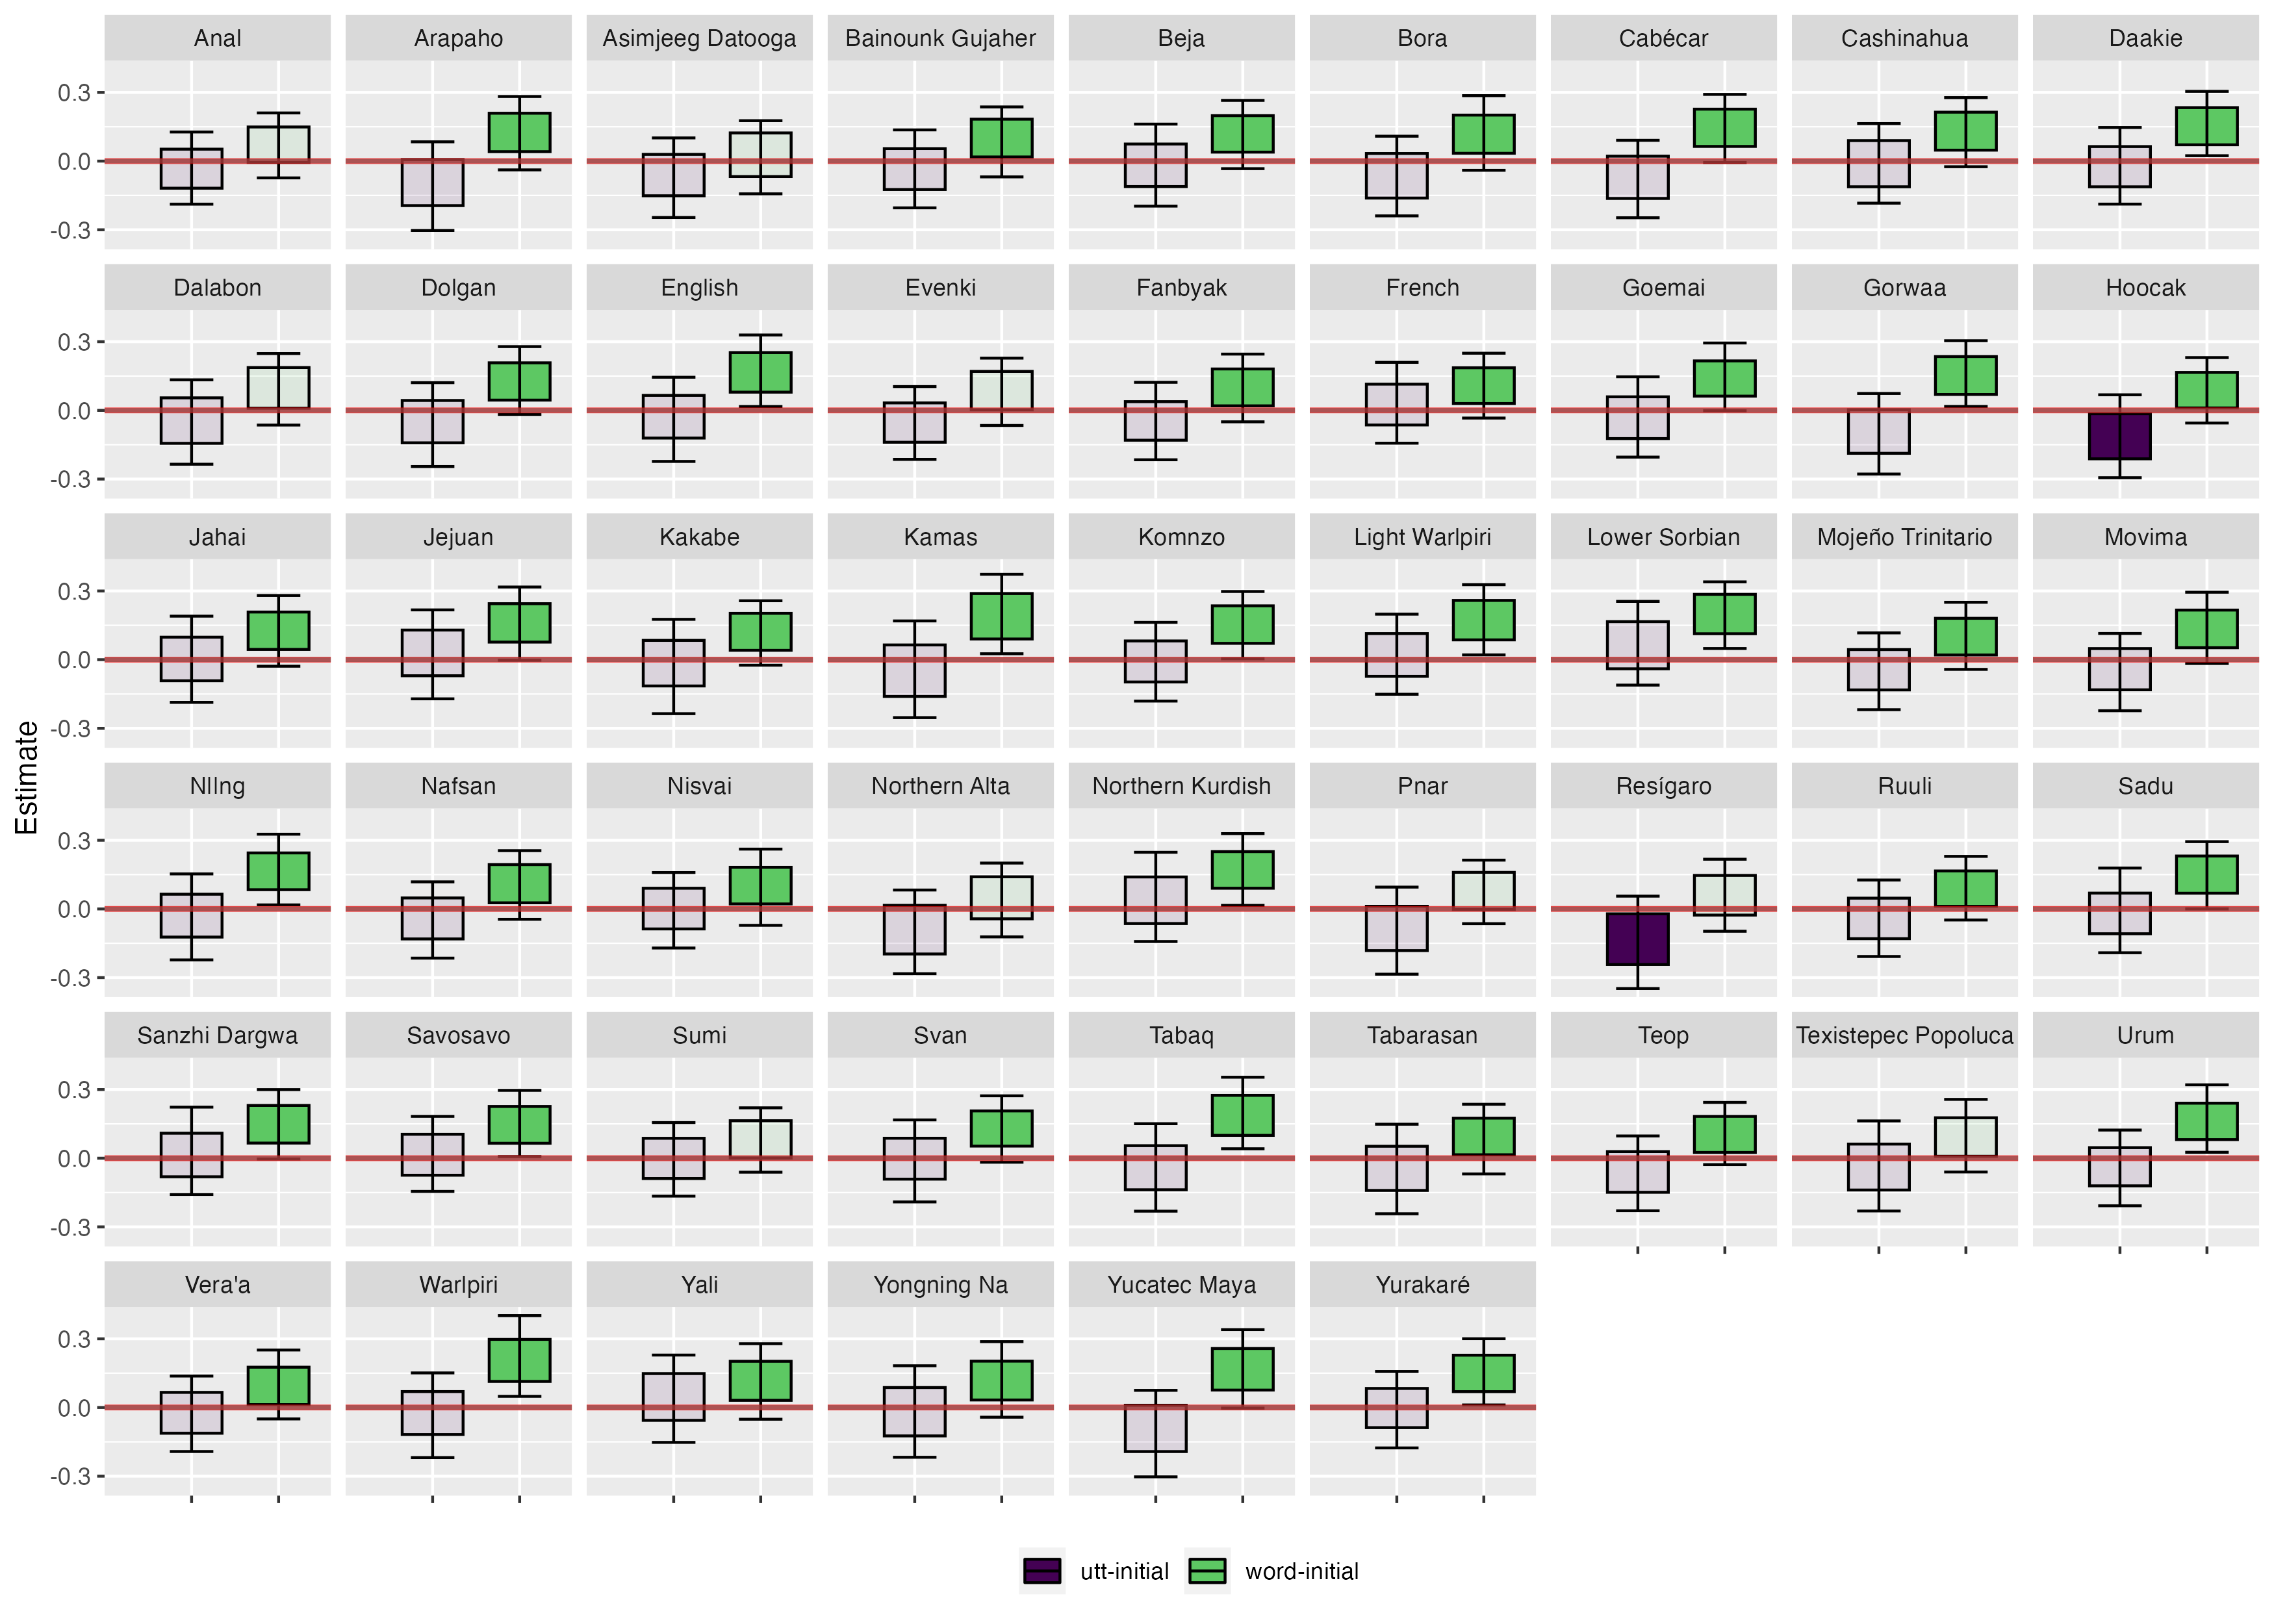 Anal Arapaho Asimjeeg Datooga Bainounk Gujaher Beja Bora Cabécar Cashinahua Daakie
0.3
0.0
-0.3
Dalabon Dolgan English Evenki Fanbyak French Goemai Gorwaa Hoocak
0.3
0.0
-0.3
Jahai Jejuan Kakabe Kamas Komnzo Light Warlpiri Lower Sorbian Mojeño Trinitario Movima
0.3
0.0
-0.3
Estimate
NIIng Nafsan Nisvai Northern Alta Northern Kurdish Pnar Resígaro Ruuli Sadu
0.3
0.0
-0.3
Sanzhi Dargwa Savosavo Sumi Svan Tabaq Tabarasan Teop Texistepec Popoluca Urum
0.3
0.0
-0.3
Vera'a Warlpiri Yali Yongning Na Yucatec Maya Yurakaré
0.3
0.0
-0.3
utt-initial word-initial